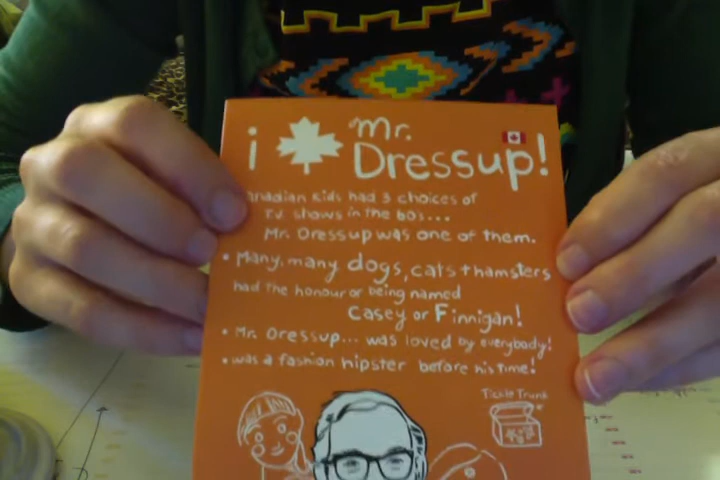 i Mr. Dressup!
anadian Kids had 3 choices of
T.V. shows in the 60s...
Mr. Dressup was one of them.
• Many, many dogs, cats + hamsters
had the honour of being named
Casey or Finnigan!
• Mr. Dressup... was loved by everybody!
• was a fashion hipster before his time!
Tickle Trunk